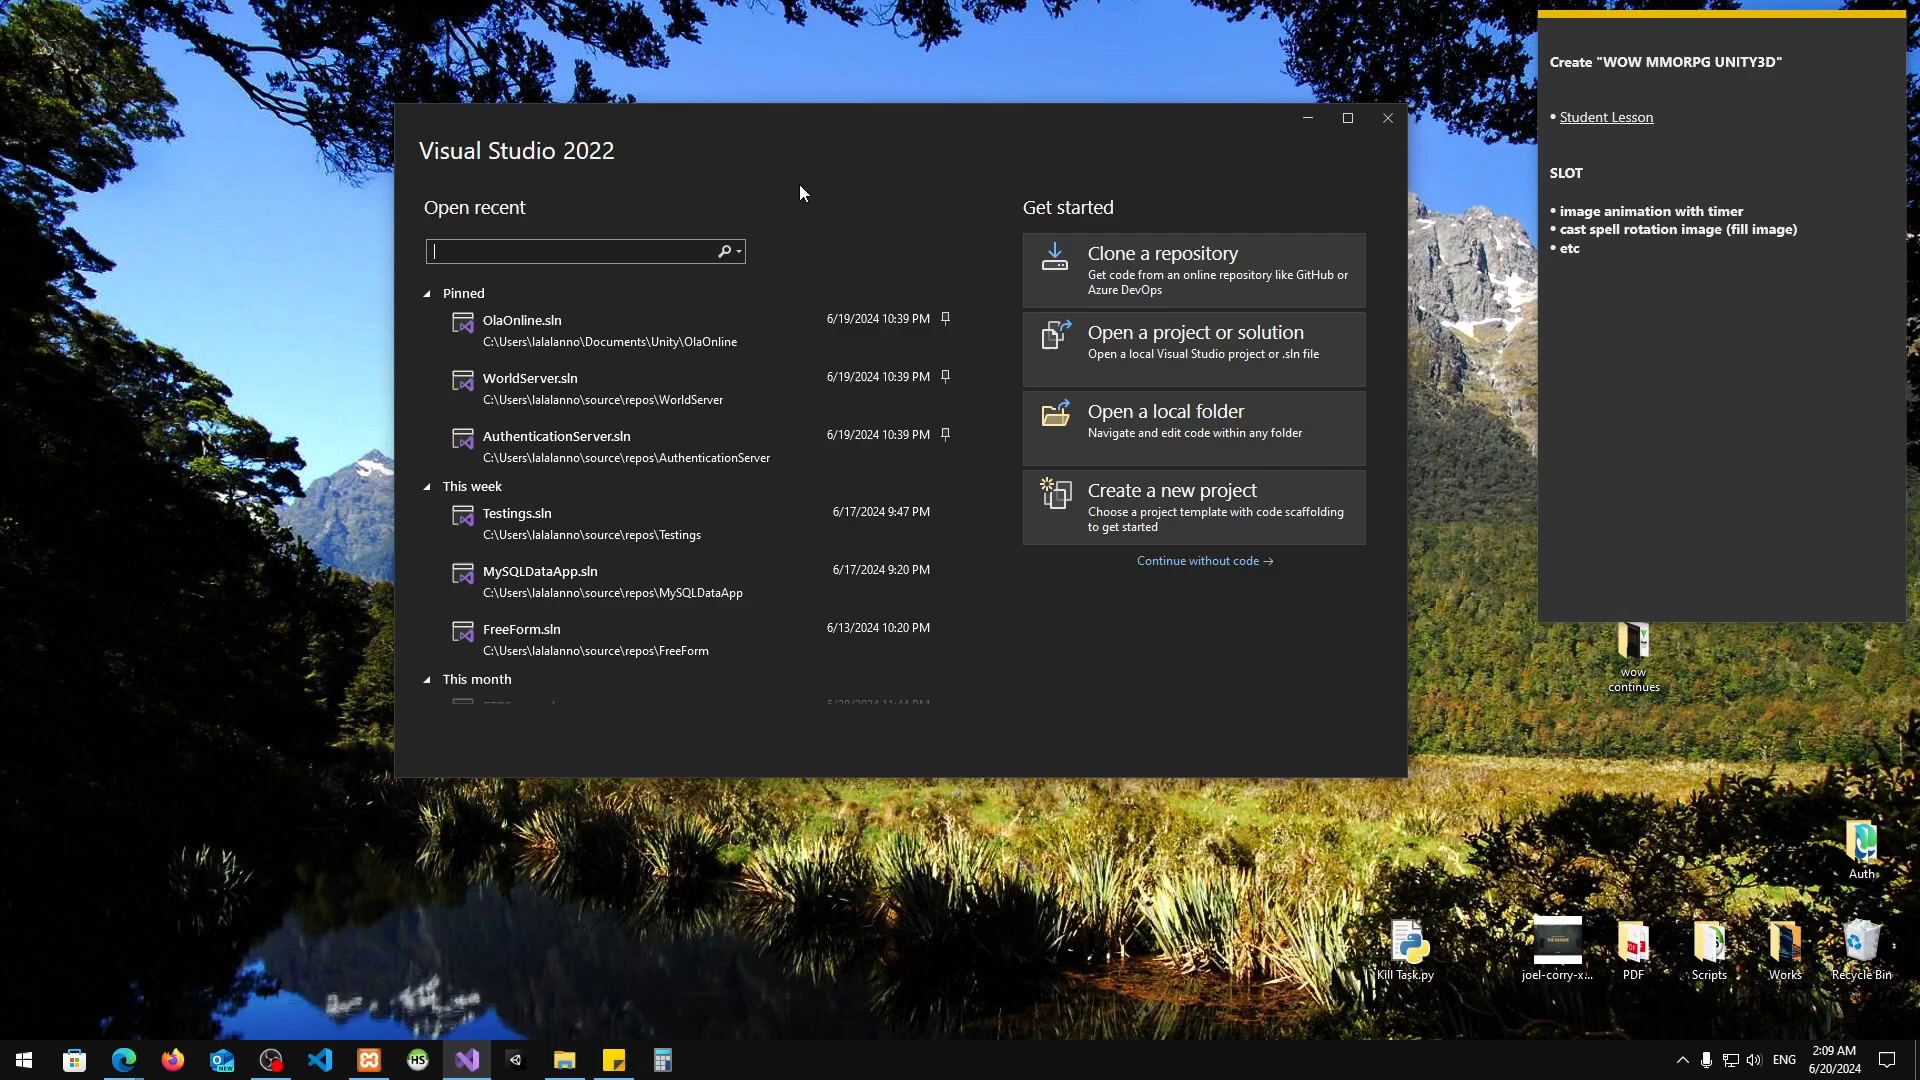 Visual Studio 2022
Open recent
Pinned
OlaOnline.sln
6/19/2024 10:39 PM
C:\Users\lalalanno\Documents\Unity\OlaOnline
WorldServer.sln
6/19/2024 10:39 PM
C:\Users\lalalanno\source\repos\WorldServer
AuthenticationServer.sln
6/19/2024 10:39 PM
C:\Users\lalalanno\source\repos\AuthenticationServer
This week
Testings.sln
6/17/2024 9:47 PM
C:\Users\lalalanno\source\repos\Testings
MySQLDataApp.sln
6/17/2024 9:20 PM
C:\Users\lalalanno\source\repos\MySQLDataApp
FreeForm.sln
6/13/2024 10:20 PM
C:\Users\lalalanno\source\repos\FreeForm
This month
Get started
Clone a repository
Get code from an online repository like GitHub or
Azure DevOps
Open a project or solution
Open a local Visual Studio project or .sln file
Open a local folder
Navigate and edit code within any folder
Create a new project
Choose a project template with code scaffolding
to get started
Continue without code →
Create "WOW MMORPG UNITY3D"
• Student Lesson
SLOT
• image animation with timer
• cast spell rotation image (fill image)
• etc
wow
continues
Auth
Kill Task.py
joel-corry-x...
PDF
Scripts
Works
Recycle Bin
NEW
HS
ENG
2:09 AM
6/20/2024